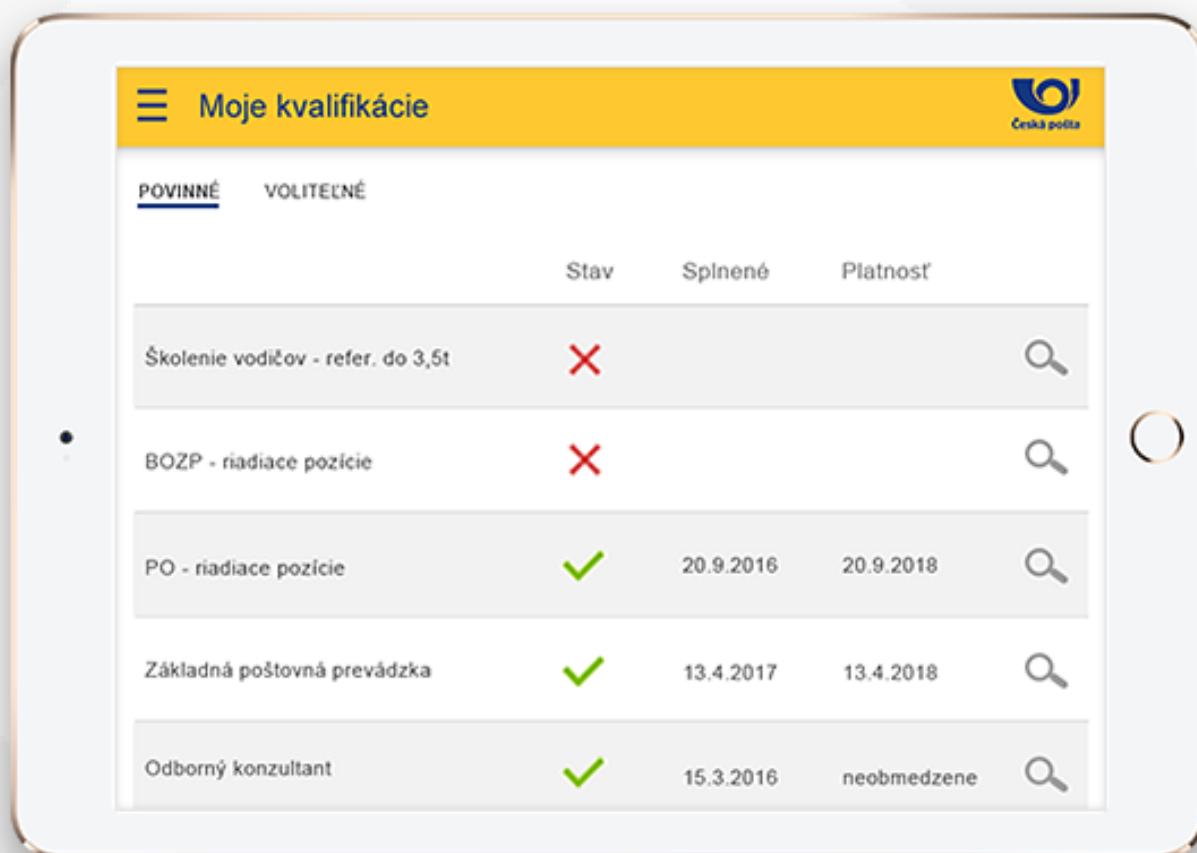 Moje kvalifikácie
Česká pošta
POVINNÉ VOLITEĽNÉ
Stav Splnené Platnosť
Školenie vodičov - refer. do 3,5t
BOZP - riadiace pozície
PO - riadiace pozície 20.9.2016 20.9.2018
Základná poštovná prevádzka 13.4.2017 13.4.2018
Odborný konzultant 15.3.2016 neobmedzene